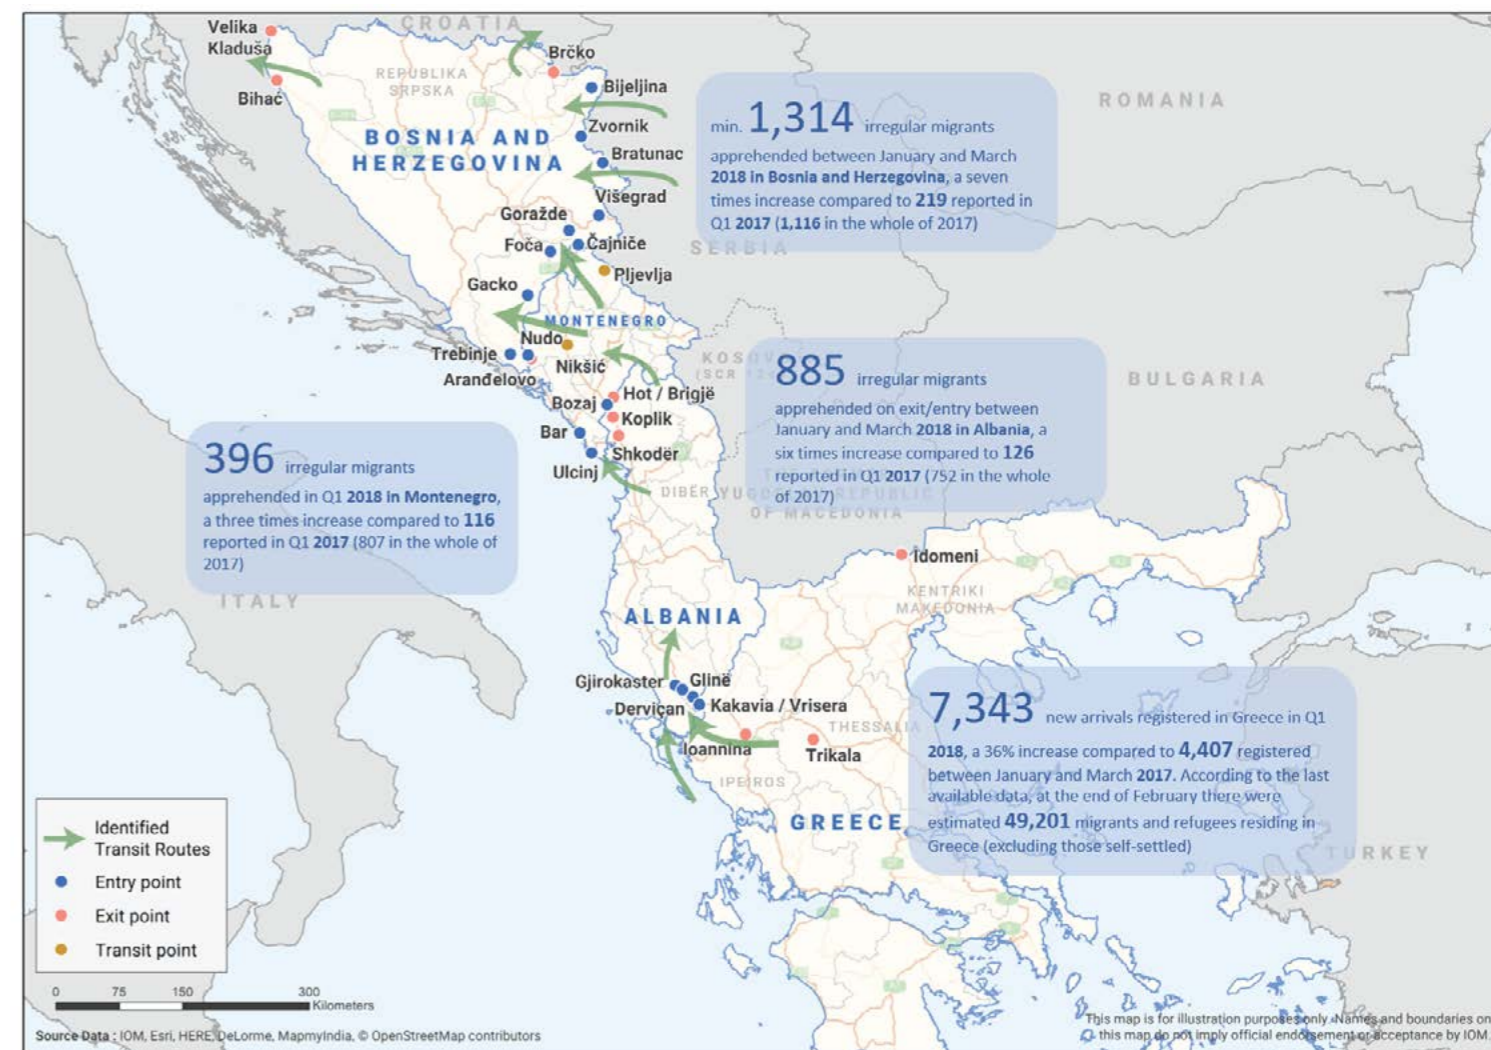 CROATIA
Velika
Kladuša
Bihać
REPUBLIKA
SRPSKA
Brčko
Bijeljina
BOSNIA AND
HERZEGOVINA
Zvornik
Bratunac
Višegrad
Goražde
Foča
Čajniče
Pljevlja
Gacko
MONTENEGRO
Nudo
Trebinje
Nikšić
Aranđelovo
Hot / Brigjë
Bozaj
Koplik
Bar
Shkodër
Ulcinj
ROMANIA
SERBIA
BULGARIA
min. 1,314 irregular migrants
apprehended between January and March
2018 in Bosnia and Herzegovina, a seven
times increase compared to 219 reported in
Q1 2017 (1,116 in the whole of 2017)
885 irregular migrants
apprehended on exit/entry between
January and March 2018 in Albania, a
six times increase compared to 126
reported in Q1 2017 (752 in the whole
of 2017)
DIBËR
REPUBLIC
OF MACEDONIA
396 irregular migrants
apprehended in Q1 2018 in Montenegro,
a three times increase compared to 116
reported in Q1 2017 (807 in the whole of
2017)
ITALY
Idomeni
KENTRIKI
MAKEDONIA
ALBANIA
Gjirokaster
Glinë
Derviçan
Kakavia / Vrisera
THESSALIA
Ioannina
Trikala
IPEIROS
GREECE
7,343 new arrivals registered in Greece in Q1
2018, a 36% increase compared to 4,407 registered
between January and March 2017. According to the last
available data, at the end of February there were
estimated 49,201 migrants and refugees residing in
Greece (excluding those self-settled)
TURKEY
Identified
Transit Routes
Entry point
Exit point
Transit point
0 75 150 300
Kilometers
Source Data : IOM, Esri, HERE, DeLorme, MapmyIndia, © OpenStreetMap contributors
This map is for illustration purposes only. Names and boundaries on
this map do not imply official endorsement or acceptance by IOM